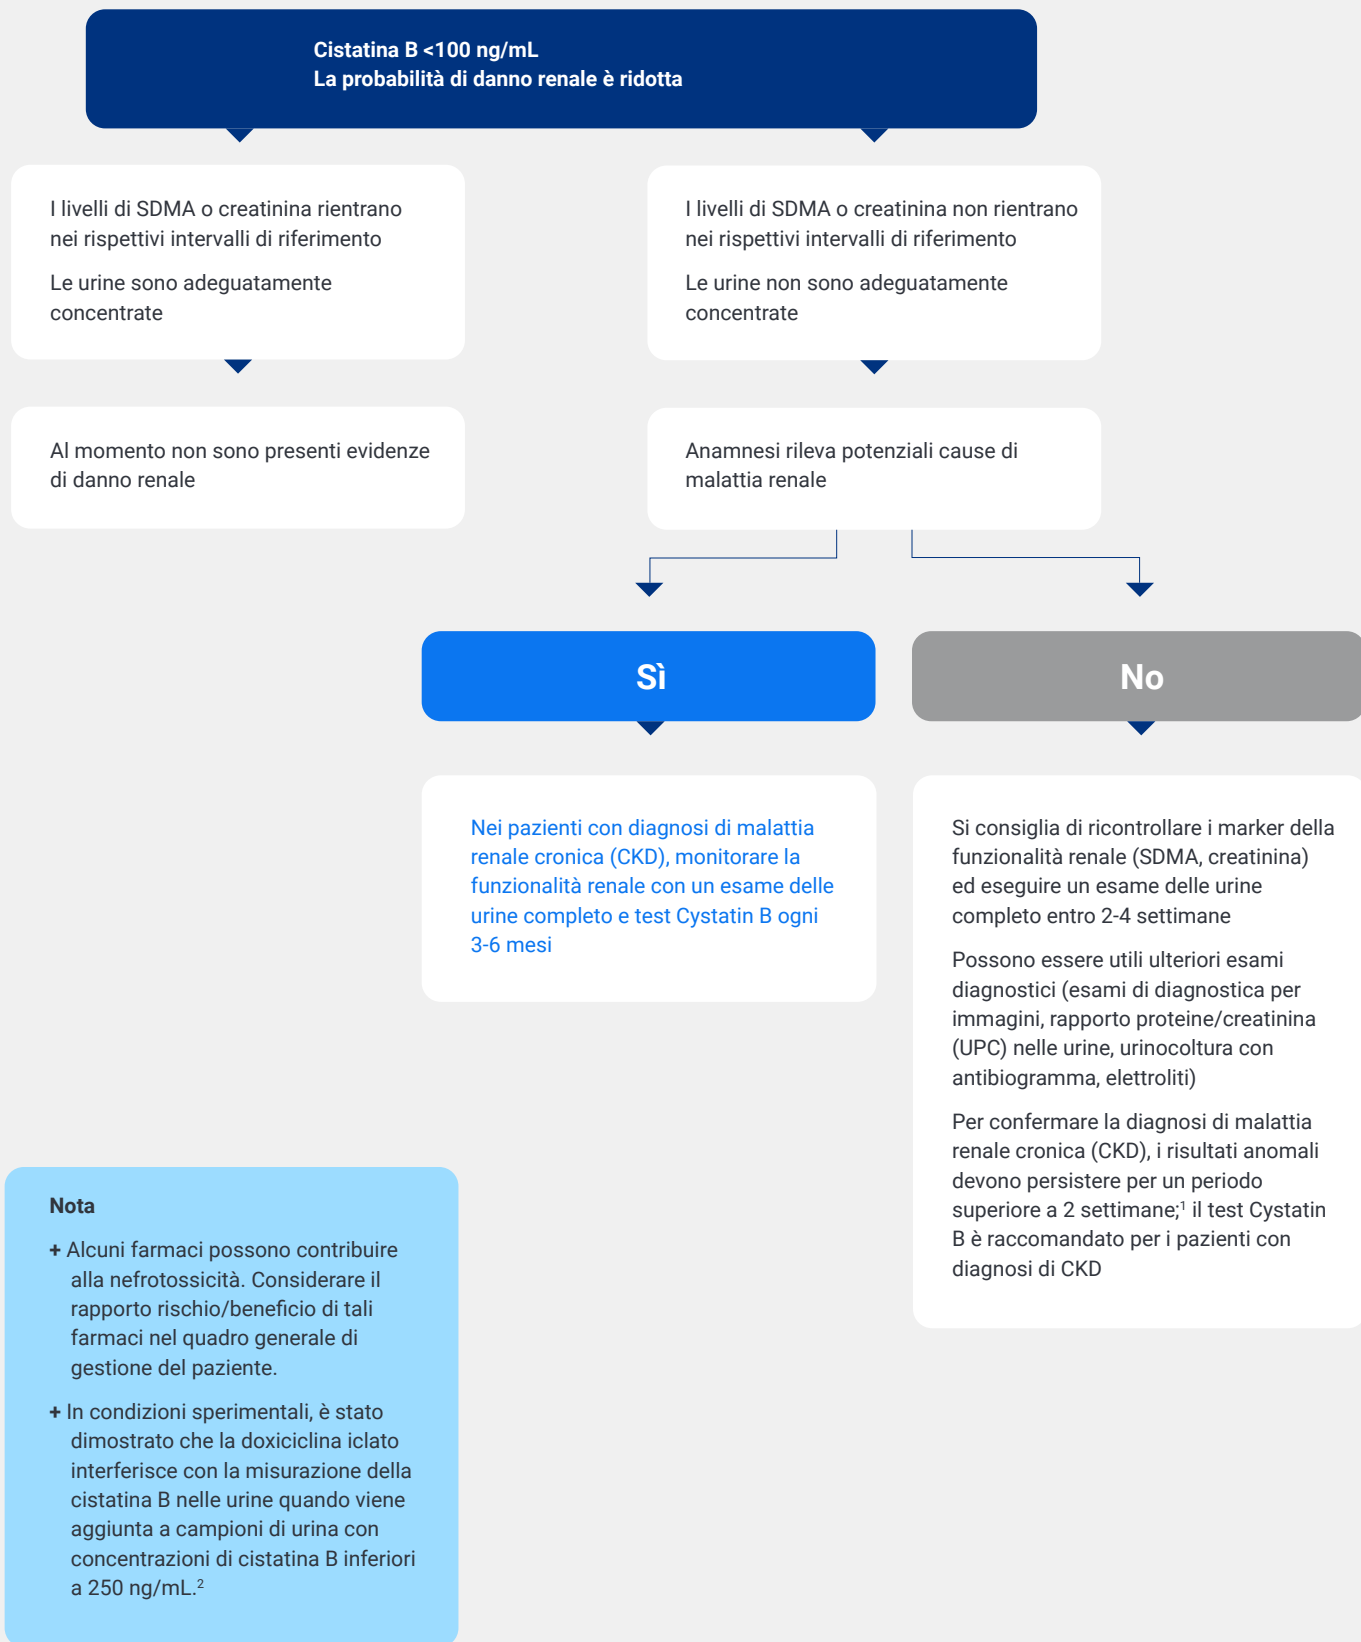 Cistatina B <100 ng/mL
La probabilità di danno renale è ridotta
I livelli di SDMA o creatinina rientrano
nei rispettivi intervalli di riferimento
Le urine sono adeguatamente
concentrate
I livelli di SDMA o creatinina non rientrano
nei rispettivi intervalli di riferimento
Le urine non sono adeguatamente
concentrate
Al momento non sono presenti evidenze
di danno renale
Anamnesi rileva potenziali cause di
malattia renale
Sì
No
Nei pazienti con diagnosi di malattia
renale cronica (CKD), monitorare la
funzionalità renale con un esame delle
urine completo e test Cystatin B ogni
3-6 mesi
Si consiglia di ricontrollare i marker della
funzionalità renale (SDMA, creatinina)
ed eseguire un esame delle urine
completo entro 2-4 settimane
Possono essere utili ulteriori esami
diagnostici (esami di diagnostica per
immagini, rapporto proteine/creatinina
(UPC) nelle urine, urinocoltura con
antibiogramma, elettroliti)
Per confermare la diagnosi di malattia
renale cronica (CKD), i risultati anomali
devono persistere per un periodo
superiore a 2 settimane;¹ il test Cystatin
B è raccomandato per i pazienti con
diagnosi di CKD
Nota
+ Alcuni farmaci possono contribuire
alla nefrotossicità. Considerare il
rapporto rischio/beneficio di tali
farmaci nel quadro generale di
gestione del paziente.
+ In condizioni sperimentali, è stato
dimostrato che la doxiciclina iclato
interferisce con la misurazione della
cistatina B nelle urine quando viene
aggiunta a campioni di urina con
concentrazioni di cistatina B inferiori
a 250 ng/mL.²